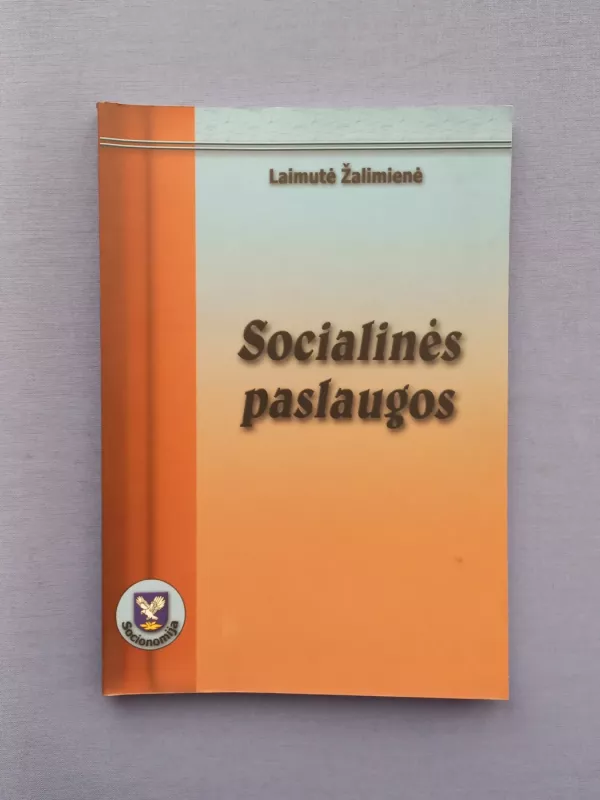 Laimutė Žalimienė
Socialinės
paslaugos
Socionomija